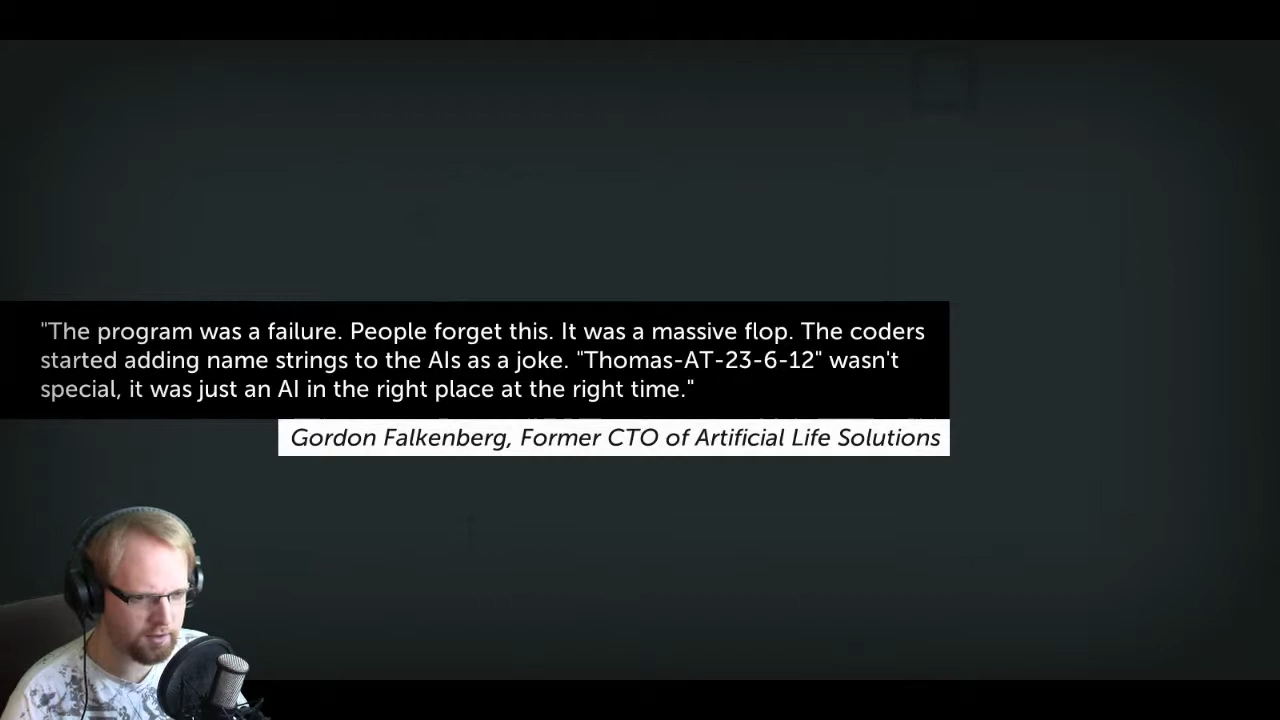 "The program was a failure. People forget this. It was a massive flop. The coders
started adding name strings to the AIs as a joke. "Thomas-AT-23-6-12" wasn't
special, it was just an AI in the right place at the right time."
Gordon Falkenberg, Former CTO of Artificial Life Solutions